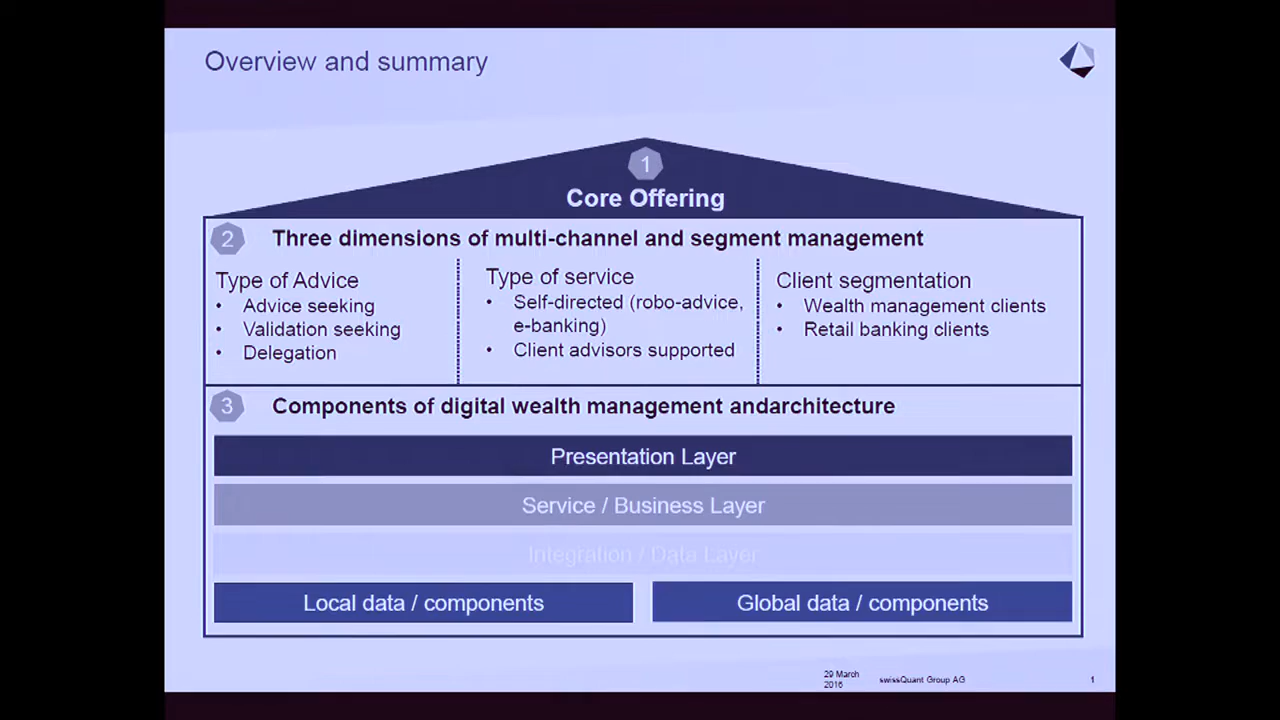 Overview and summary
1
Core Offering
2
Three dimensions of multi-channel and segment management
Type of Advice
• Advice seeking
• Validation seeking
• Delegation
Type of service
• Self-directed (robo-advice,
e-banking)
• Client advisors supported
Client segmentation
• Wealth management clients
• Retail banking clients
3
Components of digital wealth management andarchitecture
Presentation Layer
Service / Business Layer
Integration / Data Layer
Local data / components
Global data / components
29 March
2016
swissQuant Group AG
1